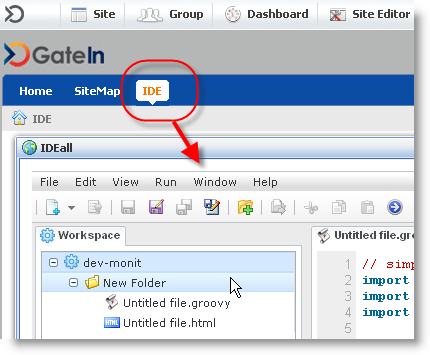 Site Group Dashboard Site Editor
GateIn
Home SiteMap IDE
IDE
IDEall
File Edit View Run Window Help
Workspace
Untitled file.gro
dev-monit
New Folder
Untitled file.groovy
Untitled file.html
1 // simp
2 import
3 import
4 import
5